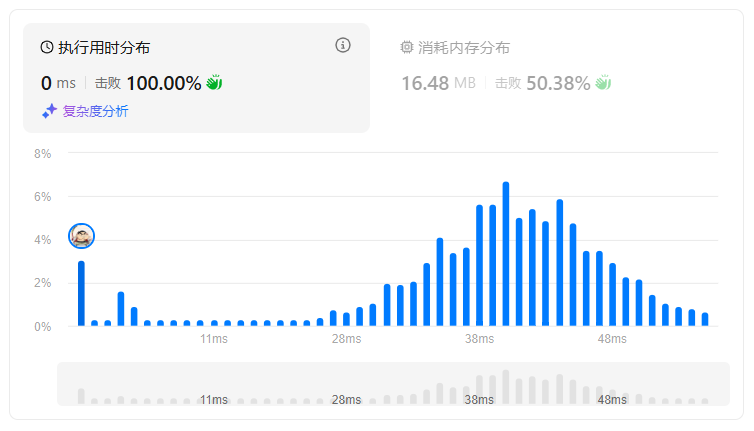 执行用时分布
0 ms 击败 100.00%
复杂度分析
消耗内存分布
16.48 MB 击败 50.38%
8%
6%
4%
2%
0%
11ms 28ms 38ms 48ms
11ms 28ms 38ms 48ms